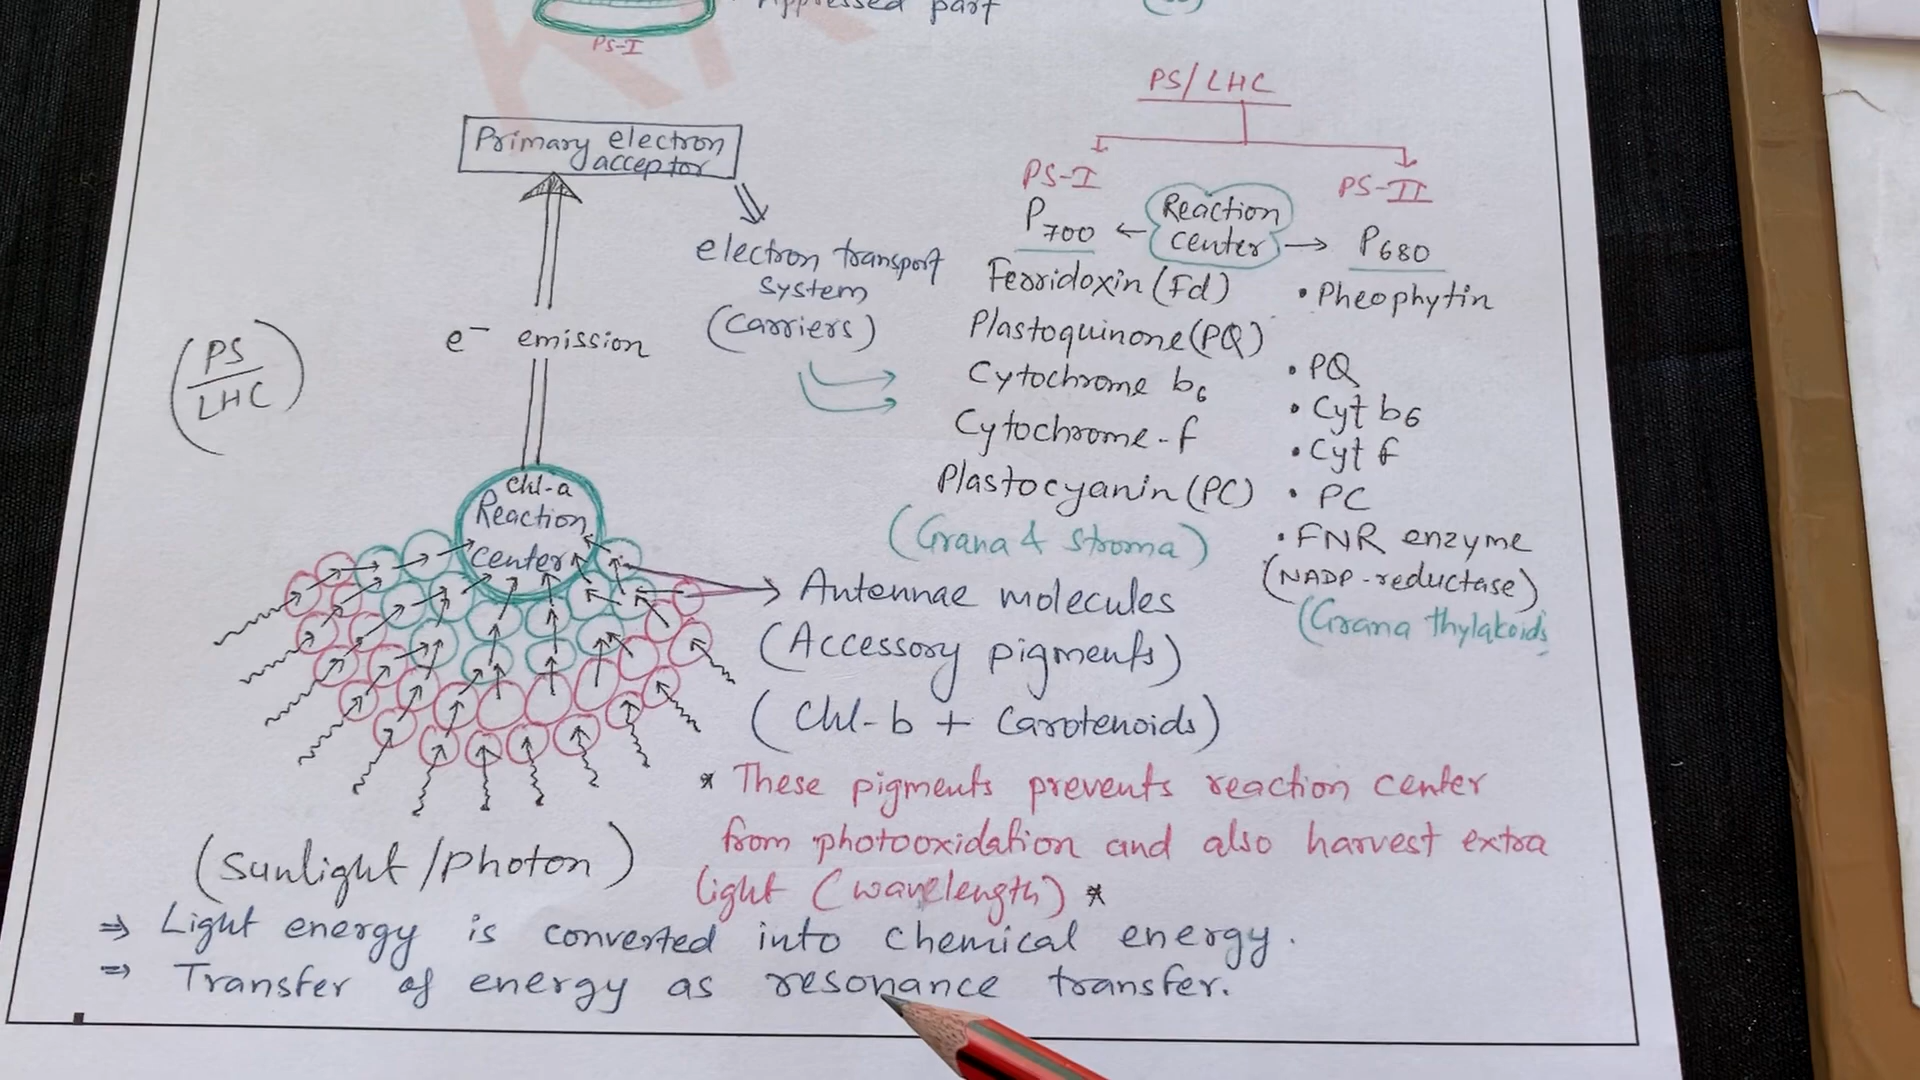 Appressed part
PS-I
Primary electron
acceptor
electron transport
system
(Carriers)
e⁻ emission
(PS
LHC)
Chl-a
Reaction
center
(Sunlight/Photon)
PS/LHC
PS-I
PS-II
Reaction
center
P700
P680
Ferridoxin (Fd)
Plastoquinone (PQ)
Cytochrome b6
Cytochrome-f
Plastocyanin (PC)
(Grana & Stroma)
• Pheophytin
• PQ
• Cyt b6
• Cyt f
• PC
• FNR enzyme
(NADP-reductase)
(Grana thylakoids
Antennae molecules
(Accessory pigments)
(Chl-b + Carotenoids)
* These pigments prevents reaction center
from photooxidation and also harvest extra
light (wavelength) *
⇒ Light energy is converted into chemical energy.
⇒ Transfer of energy as resonance transfer.